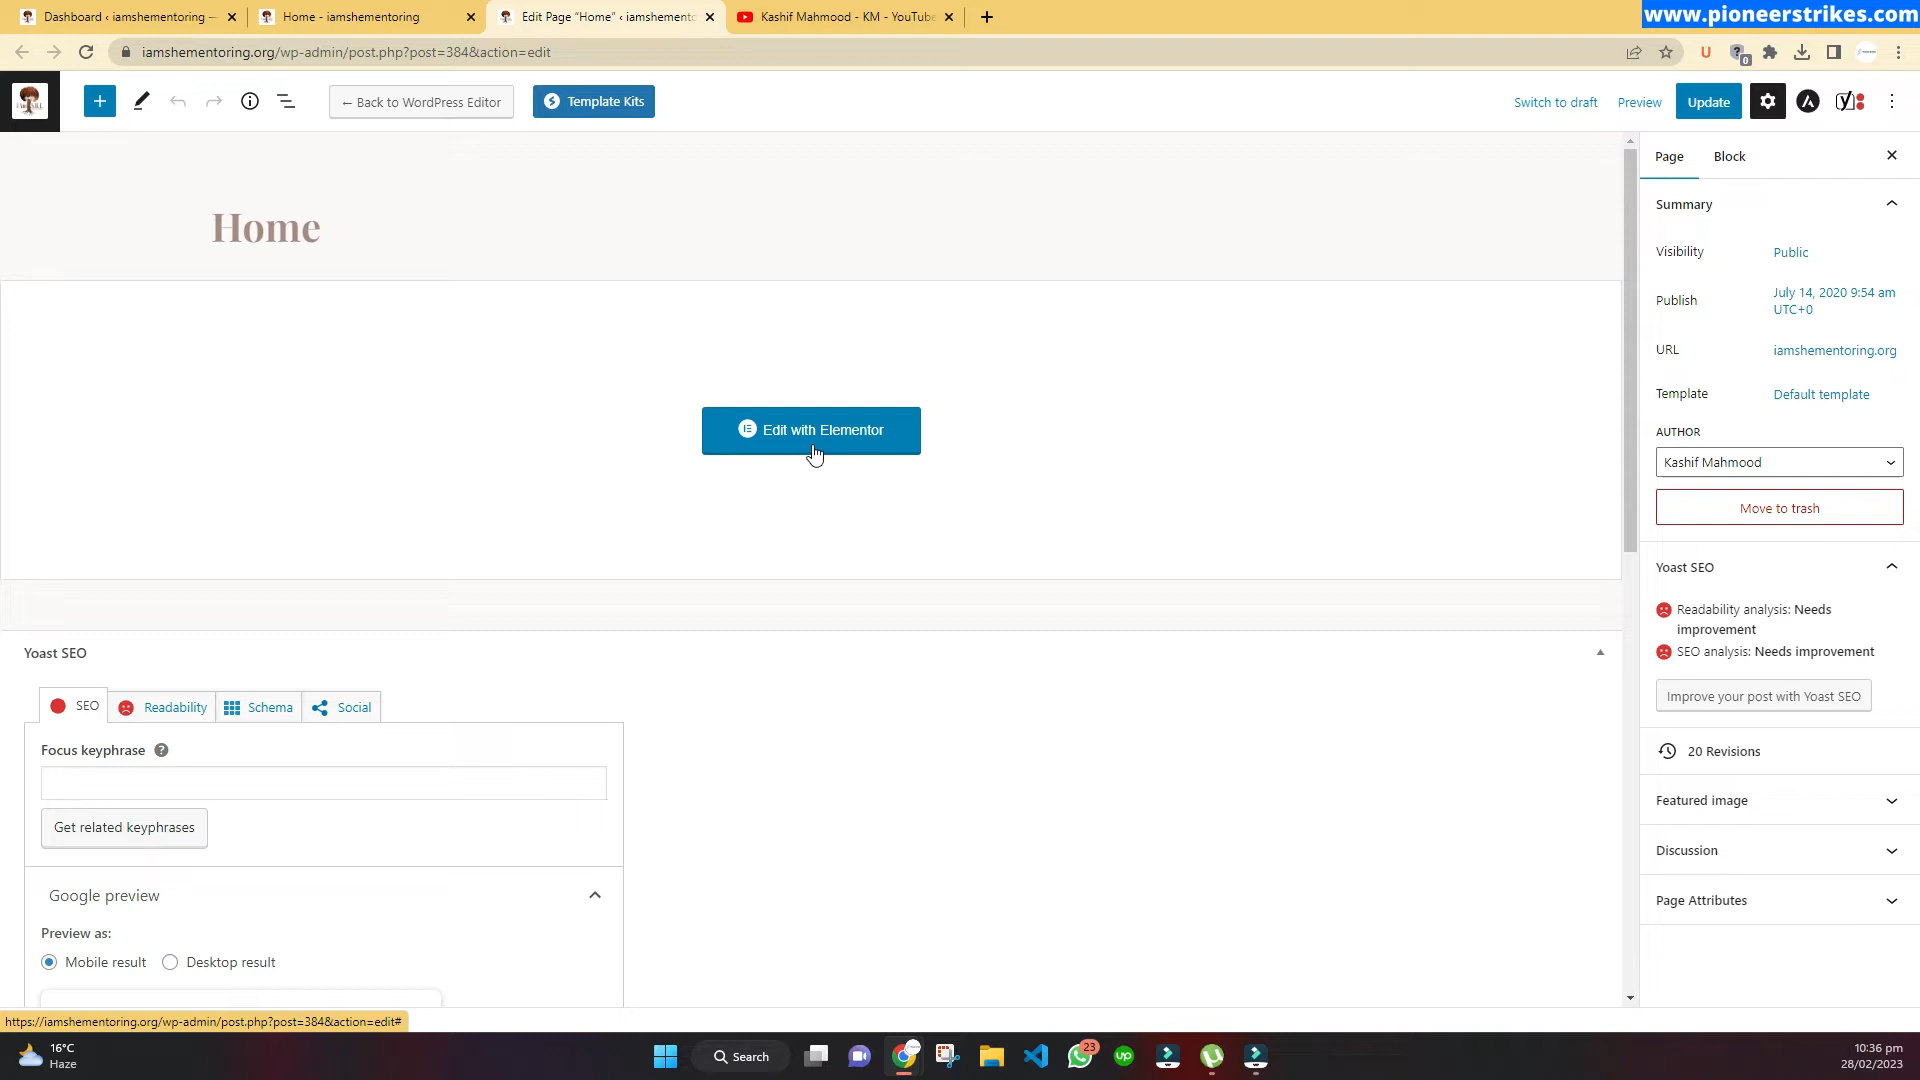 Dashboard ‹ iamshementoring —
Home - iamshementoring
Edit Page "Home" ‹ iamshemento
Kashif Mahmood - KM - YouTube
www.pioneerstrikes.com
iamshementoring.org/wp-admin/post.php?post=384&action=edit
← Back to WordPress Editor
Template Kits
Switch to draft
Preview
Update
Page
Block
Home
Summary
Visibility
Public
Publish
July 14, 2020 9:54 am
UTC+0
URL
iamshementoring.org
Template
Default template
AUTHOR
Kashif Mahmood
Move to trash
Edit with Elementor
Yoast SEO
Readability analysis: Needs
improvement
SEO analysis: Needs improvement
Improve your post with Yoast SEO
20 Revisions
Featured image
Discussion
Page Attributes
Yoast SEO
SEO
Readability
Schema
Social
Focus keyphrase
Get related keyphrases
Google preview
Preview as:
Mobile result
Desktop result
https://iamshementoring.org/wp-admin/post.php?post=384&action=edit#
16°C
Haze
Search
23
10:36 pm
28/02/2023